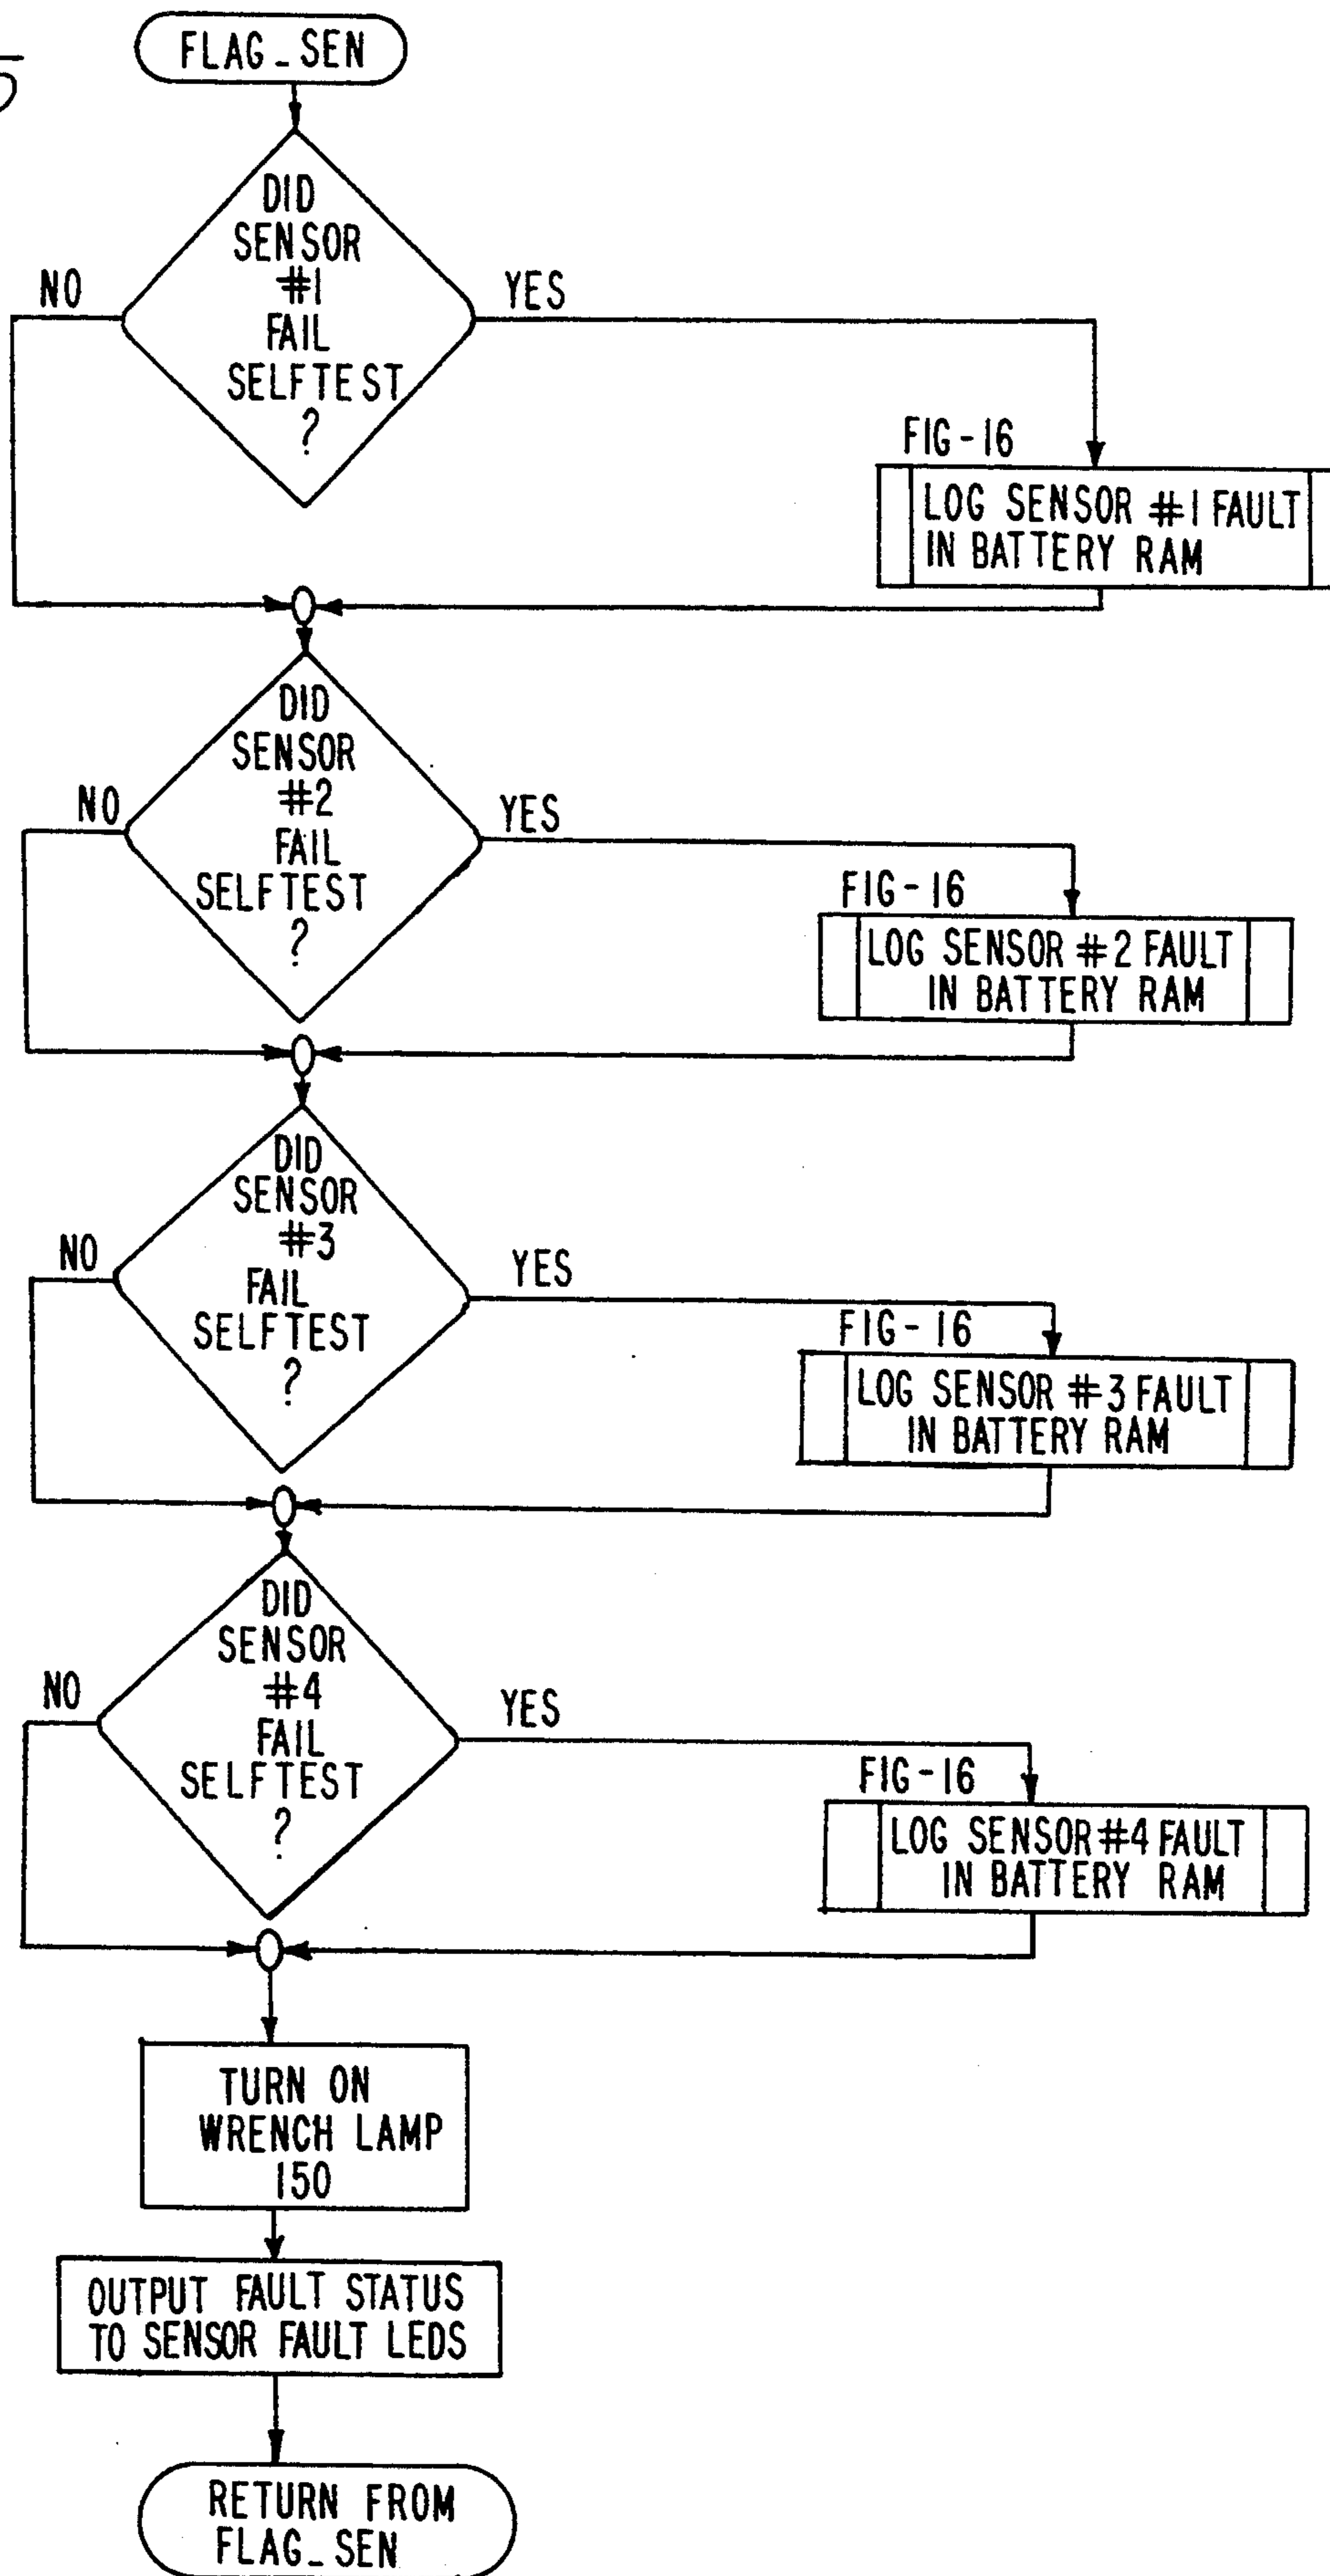 FLAG_SEN
DID
SENSOR
#1
FAIL
SELFTEST
?
NO
YES
FIG-16
LOG SENSOR #1 FAULT
IN BATTERY RAM
DID
SENSOR
#2
FAIL
SELFTEST
?
NO
YES
FIG-16
LOG SENSOR #2 FAULT
IN BATTERY RAM
DID
SENSOR
#3
FAIL
SELFTEST
?
NO
YES
FIG-16
LOG SENSOR #3 FAULT
IN BATTERY RAM
DID
SENSOR
#4
FAIL
SELFTEST
?
NO
YES
FIG-16
LOG SENSOR #4 FAULT
IN BATTERY RAM
TURN ON
WRENCH LAMP
150
OUTPUT FAULT STATUS
TO SENSOR FAULT LEDS
RETURN FROM
FLAG_SEN